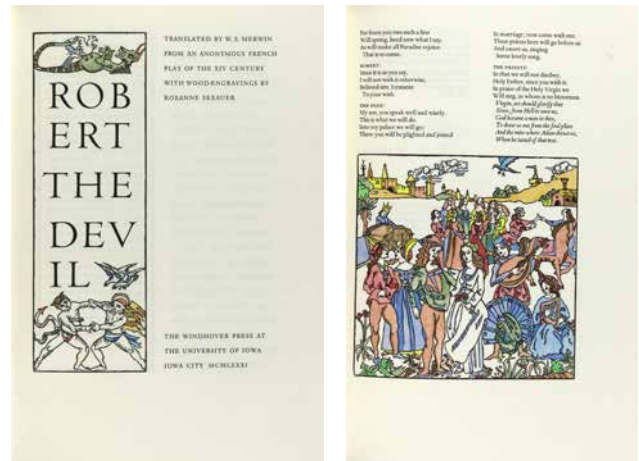 ROB
ERT
THE
DEV
IL
TRANSLATED BY W. S. MERWIN
FROM AN ANONYMOUS FRENCH
PLAY OF THE XIV CENTURY
WITH WOOD-ENGRAVINGS BY
ROXANNE SEXAUER
THE WINDHOVER PRESS AT
THE UNIVERSITY OF IOWA
IOWA CITY MCMLXXXI
For from you two such a line
Will spring, heed now what I say,
As will make all Paradise rejoice.
That is to come.
ROBERT:
Since it is as you say,
I will not wish it otherwise,
Beloved sire. I consent
To your wish.
THE POPE:
My son, you speak well and wisely.
This is what we will do.
Into my palace we will go;
There you will be plighted and joined
In marriage; now come with me.
These priests here will go before us
And escort us, singing
Some lovely song.
THE PRIESTS:
In that we will not disobey,
Holy Father, since you wish it.
In praise of the Holy Virgin we
Will sing, in whom is no bitterness.
Virgin, we should glorify that
Jesus, from Hell to save us,
God became a man in thee,
To draw us out from the foul place
And the mire where Adam threw us,
When he tasted of that tree.